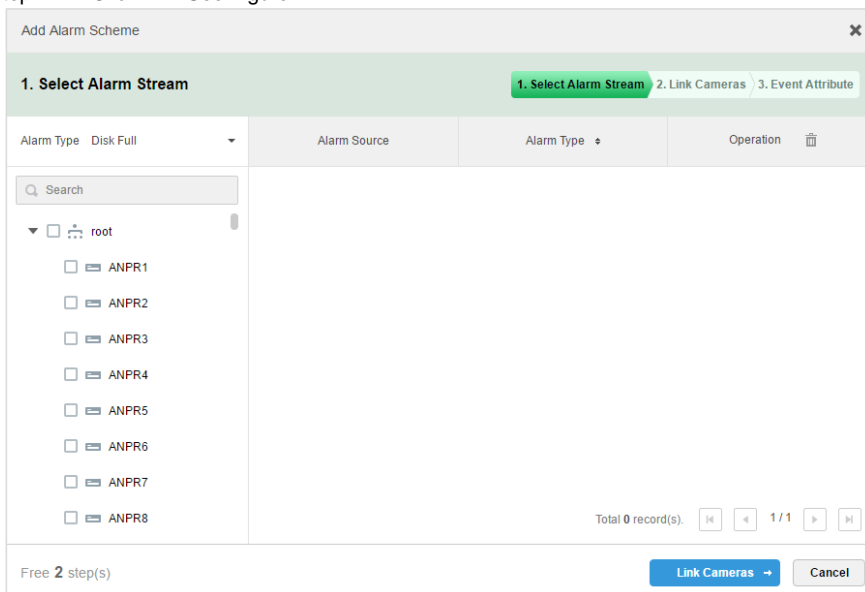 Add Alarm Scheme
1. Select Alarm Stream
1. Select Alarm Stream 2. Link Cameras 3. Event Attribute
Alarm Type Disk Full
Alarm Source Alarm Type Operation
Search
root
ANPR1
ANPR2
ANPR3
ANPR4
ANPR5
ANPR6
ANPR7
ANPR8
Total 0 record(s). 1/1
Free 2 step(s)
Link Cameras → Cancel